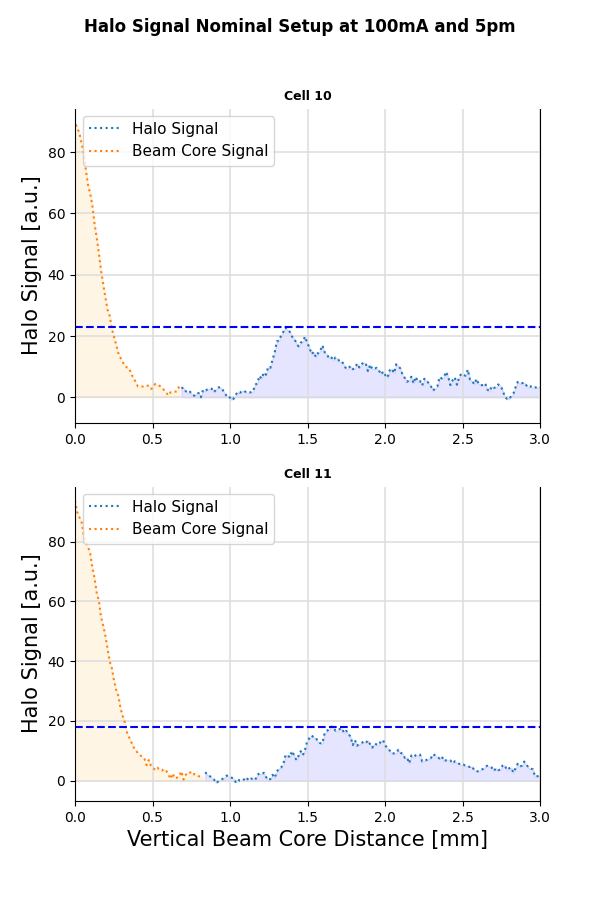 Halo Signal Nominal Setup at 100mA and 5pm
Cell 10
Halo Signal
Beam Core Signal
Halo Signal [a.u.]
80
60
40
20
0
0.0 0.5 1.0 1.5 2.0 2.5 3.0
Cell 11
Halo Signal
Beam Core Signal
Halo Signal [a.u.]
80
60
40
20
0
0.0 0.5 1.0 1.5 2.0 2.5 3.0
Vertical Beam Core Distance [mm]